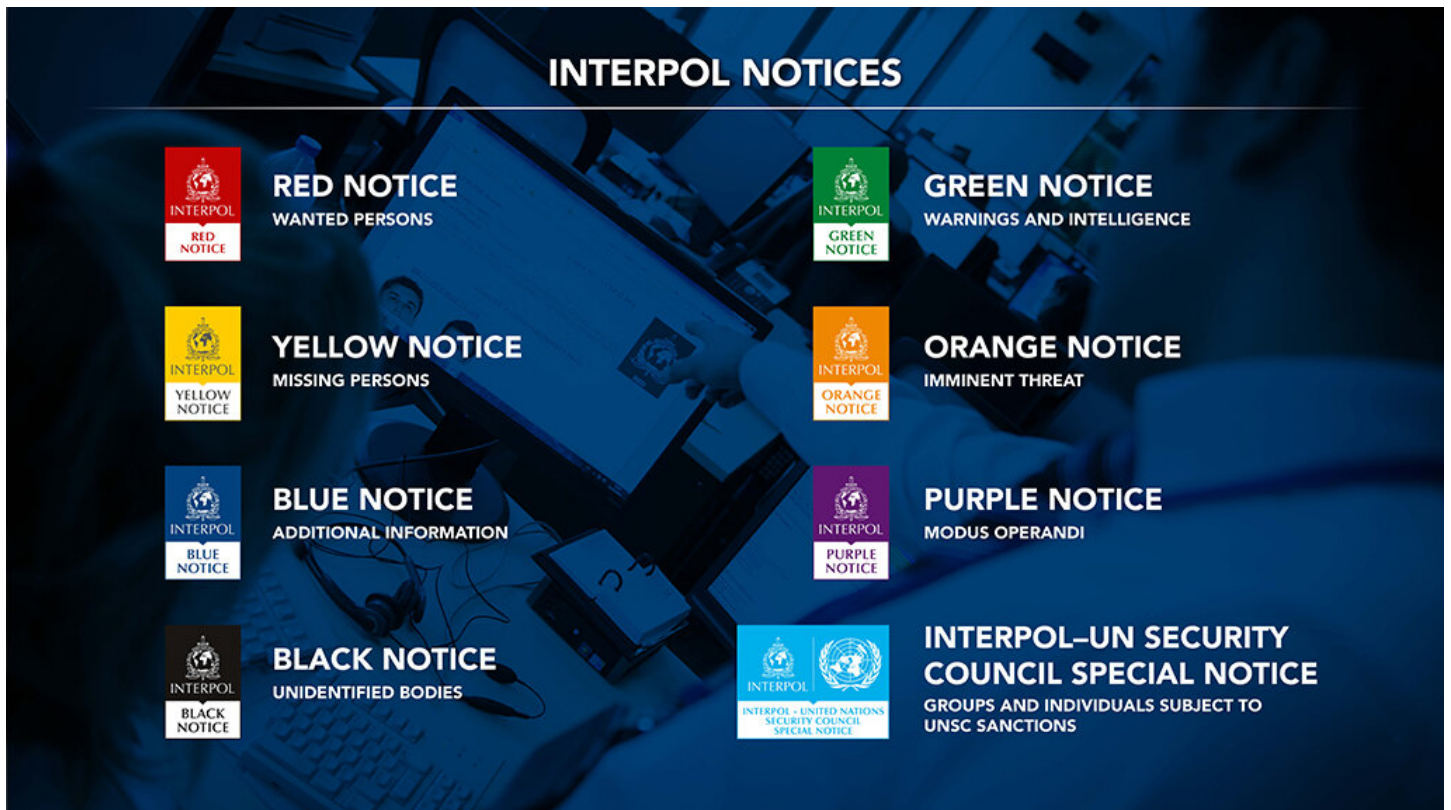 INTERPOL NOTICES
INTERPOL
RED
NOTICE
RED NOTICE
WANTED PERSONS
INTERPOL
YELLOW
NOTICE
YELLOW NOTICE
MISSING PERSONS
INTERPOL
BLUE
NOTICE
BLUE NOTICE
ADDITIONAL INFORMATION
INTERPOL
BLACK
NOTICE
BLACK NOTICE
UNIDENTIFIED BODIES
INTERPOL
GREEN
NOTICE
GREEN NOTICE
WARNINGS AND INTELLIGENCE
INTERPOL
ORANGE
NOTICE
ORANGE NOTICE
IMMINENT THREAT
INTERPOL
PURPLE
NOTICE
PURPLE NOTICE
MODUS OPERANDI
INTERPOL
INTERPOL - UNITED NATIONS
SECURITY COUNCIL
SPECIAL NOTICE
INTERPOL–UN SECURITY
COUNCIL SPECIAL NOTICE
GROUPS AND INDIVIDUALS SUBJECT TO
UNSC SANCTIONS